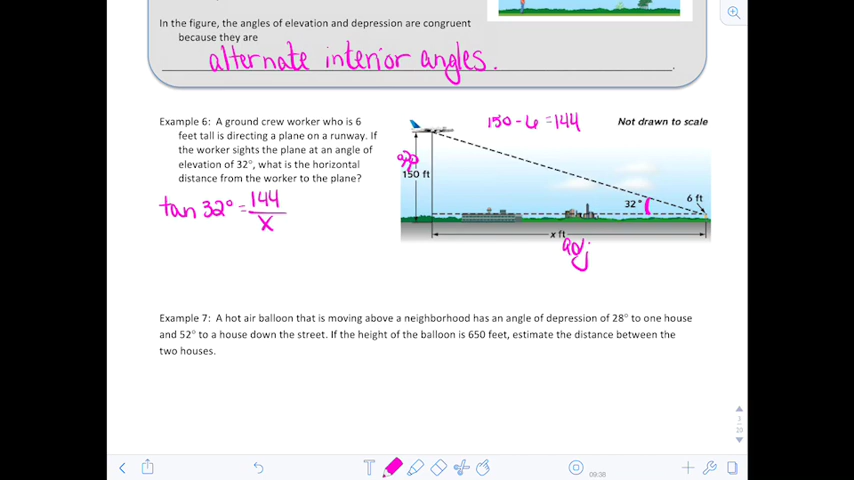 In the figure, the angles of elevation and depression are congruent
because they are
alternate interior angles.
Example 6: A ground crew worker who is 6
feet tall is directing a plane on a runway. If
the worker sights the plane at an angle of
elevation of 32°, what is the horizontal
distance from the worker to the plane?
tan 32° = 144
x
150 - 6 = 144
Not drawn to scale
opp
150 ft
32°
6 ft
x ft
adj
Example 7: A hot air balloon that is moving above a neighborhood has an angle of depression of 28° to one house
and 52° to a house down the street. If the height of the balloon is 650 feet, estimate the distance between the
two houses.
3
10
T
09:38